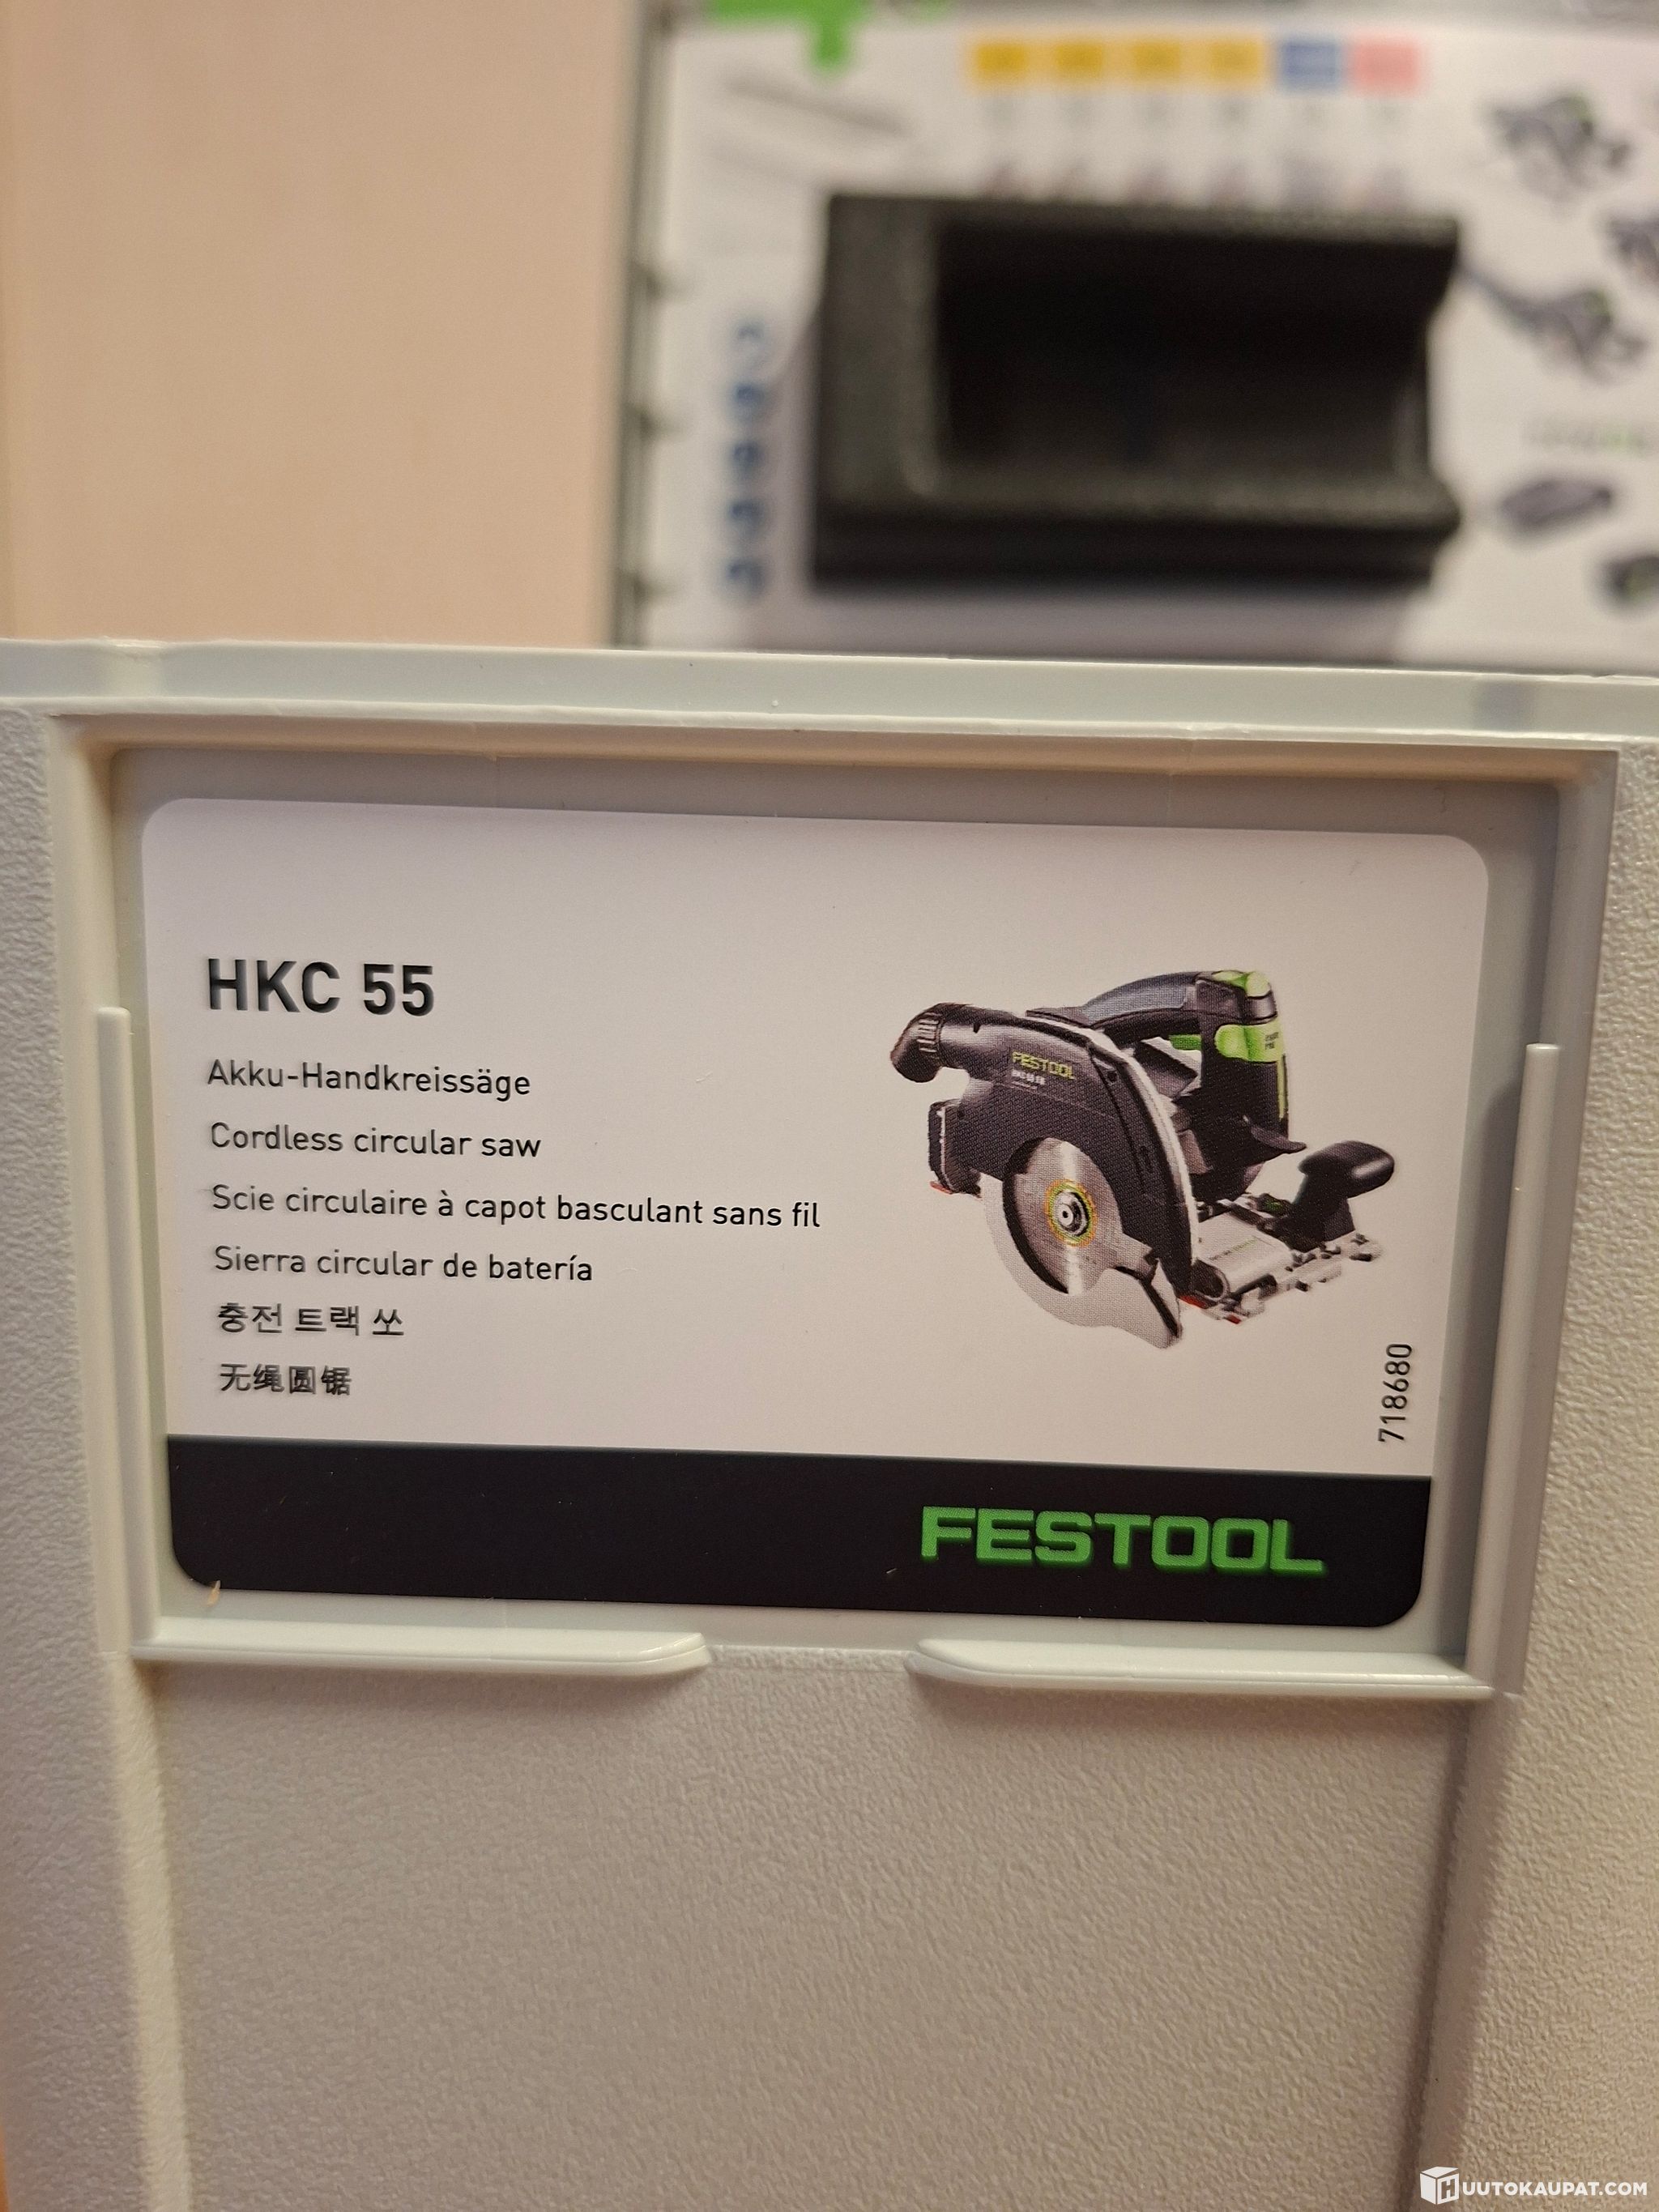 HKC 55
Akku-Handkreissäge
Cordless circular saw
Scie circulaire à capot basculant sans fil
Sierra circular de batería
충전 트랙 쏘
无绳圆锯
FESTOOL
718680
FESTOOL
HUUTOKAUPAT.COM